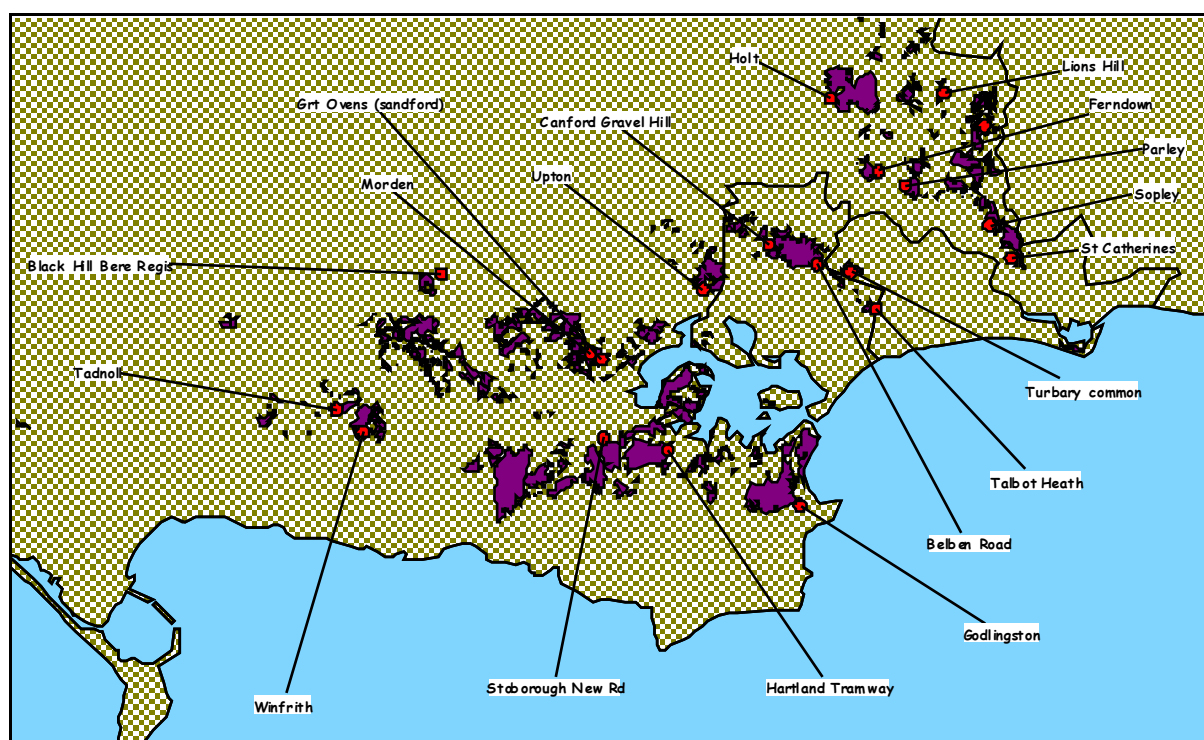 Holt
Lions Hill
Grt Ovens (sandford)
Ferndown
Canford Gravel Hill
Parley
Morden
Upton
Sopley
St Catherines
Black Hill Bere Regis
Tadnoll
Turbary common
Talbot Heath
Belben Road
Godlingston
Stoborough New Rd
Hartland Tramway
Winfrith